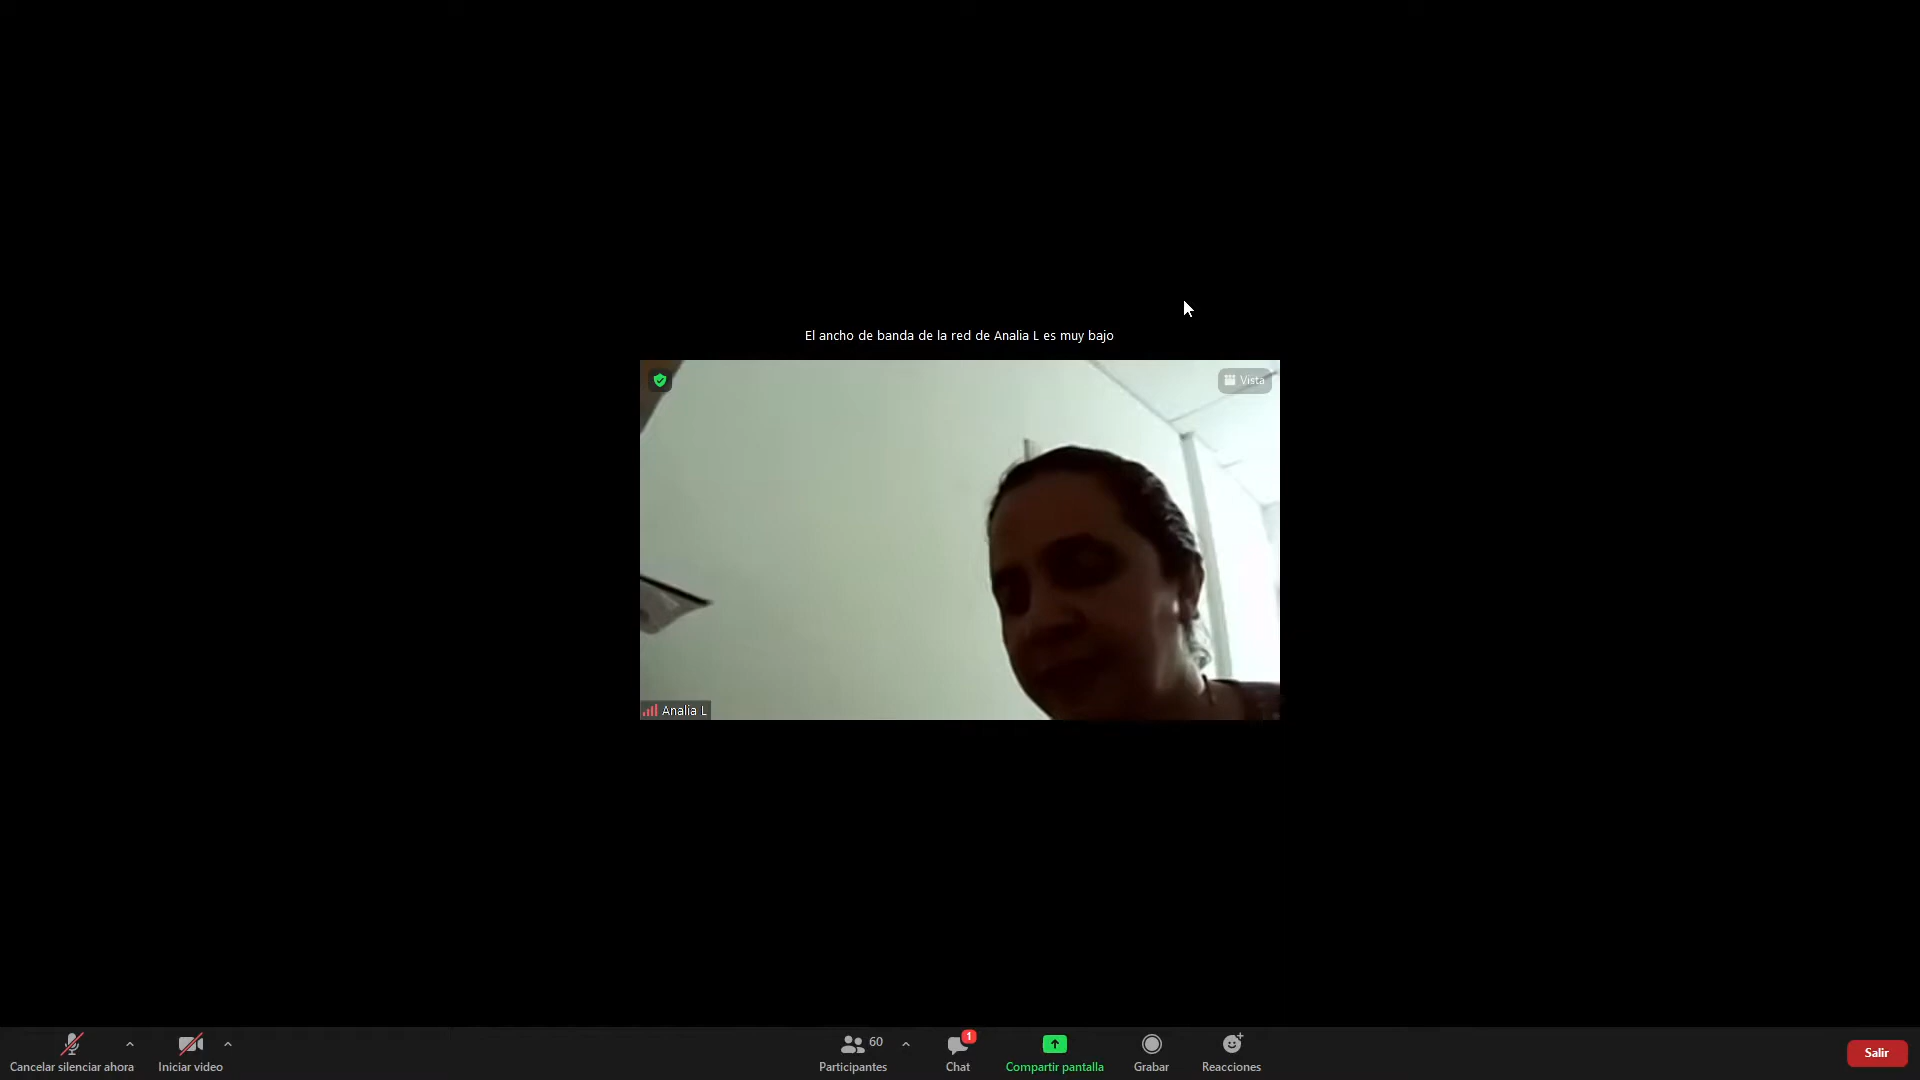 El ancho de banda de la red de Analia L es muy bajo
Vista
Analia L
Cancelar silenciar ahora
Iniciar video
60
Participantes
1
Chat
Compartir pantalla
Grabar
Reacciones
Salir